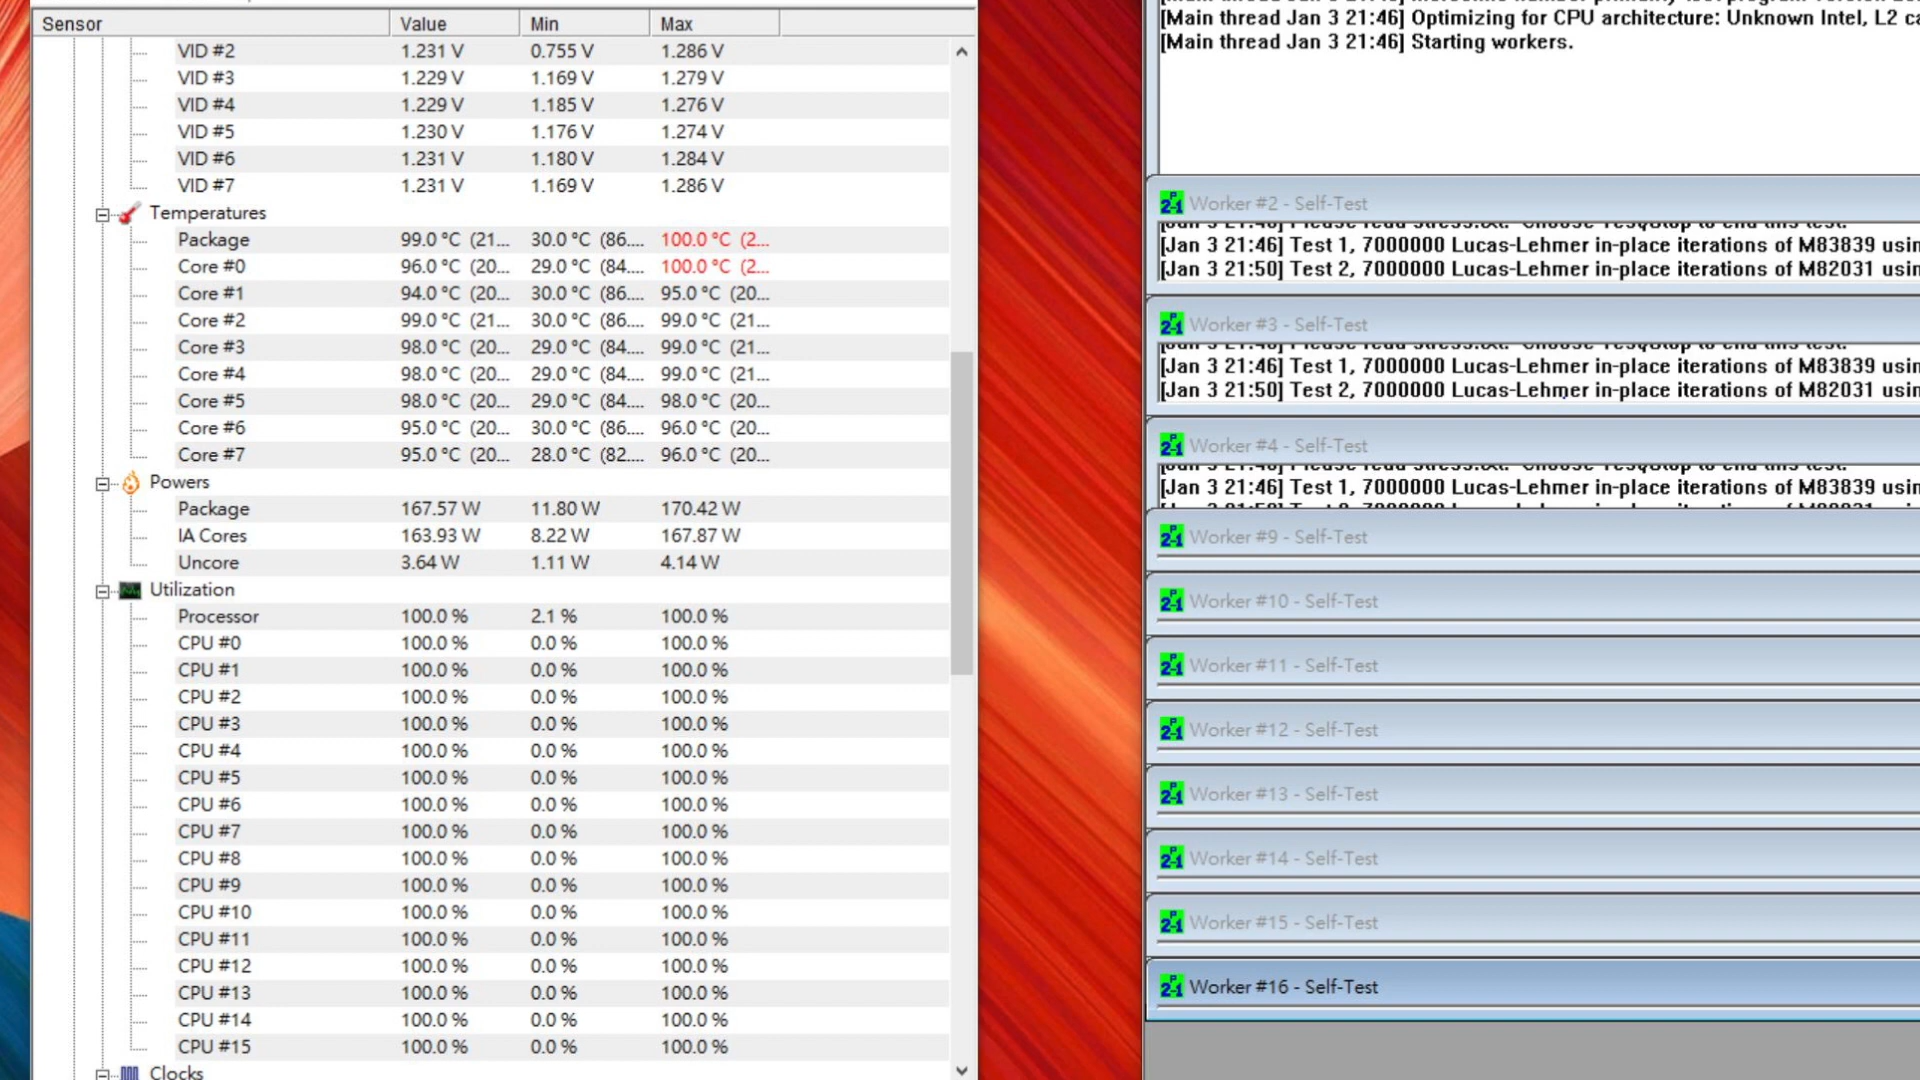 Sensor Value Min Max
VID #2 1.231 V 0.755 V 1.286 V
VID #3 1.229 V 1.169 V 1.279 V
VID #4 1.229 V 1.185 V 1.276 V
VID #5 1.230 V 1.176 V 1.274 V
VID #6 1.231 V 1.180 V 1.284 V
VID #7 1.231 V 1.169 V 1.286 V
Temperatures
Package 99.0 °C (21... 30.0 °C (86.... 100.0 °C (2...
Core #0 96.0 °C (20... 29.0 °C (84.... 100.0 °C (2...
Core #1 94.0 °C (20... 30.0 °C (86.... 95.0 °C (20...
Core #2 99.0 °C (21... 30.0 °C (86.... 99.0 °C (21...
Core #3 98.0 °C (20... 29.0 °C (84.... 99.0 °C (21...
Core #4 98.0 °C (20... 29.0 °C (84.... 99.0 °C (21...
Core #5 98.0 °C (20... 29.0 °C (84.... 98.0 °C (20...
Core #6 95.0 °C (20... 30.0 °C (86.... 96.0 °C (20...
Core #7 95.0 °C (20... 28.0 °C (82.... 96.0 °C (20...
Powers
Package 167.57 W 11.80 W 170.42 W
IA Cores 163.93 W 8.22 W 167.87 W
Uncore 3.64 W 1.11 W 4.14 W
Utilization
Processor 100.0 % 2.1 % 100.0 %
CPU #0 100.0 % 0.0 % 100.0 %
CPU #1 100.0 % 0.0 % 100.0 %
CPU #2 100.0 % 0.0 % 100.0 %
CPU #3 100.0 % 0.0 % 100.0 %
CPU #4 100.0 % 0.0 % 100.0 %
CPU #5 100.0 % 0.0 % 100.0 %
CPU #6 100.0 % 0.0 % 100.0 %
CPU #7 100.0 % 0.0 % 100.0 %
CPU #8 100.0 % 0.0 % 100.0 %
CPU #9 100.0 % 0.0 % 100.0 %
CPU #10 100.0 % 0.0 % 100.0 %
CPU #11 100.0 % 0.0 % 100.0 %
CPU #12 100.0 % 0.0 % 100.0 %
CPU #13 100.0 % 0.0 % 100.0 %
CPU #14 100.0 % 0.0 % 100.0 %
CPU #15 100.0 % 0.0 % 100.0 %
Clocks
[Main thread Jan 3 21:46] Optimizing for CPU architecture: Unknown Intel, L2 ca
[Main thread Jan 3 21:46] Starting workers.
Worker #2 - Self-Test
[Jan 3 21:46] Test 1, 7000000 Lucas-Lehmer in-place iterations of M83839 usin
[Jan 3 21:50] Test 2, 7000000 Lucas-Lehmer in-place iterations of M82031 usin
Worker #3 - Self-Test
[Jan 3 21:46] Test 1, 7000000 Lucas-Lehmer in-place iterations of M83839 usin
[Jan 3 21:50] Test 2, 7000000 Lucas-Lehmer in-place iterations of M82031 usin
Worker #4 - Self-Test
[Jan 3 21:46] Test 1, 7000000 Lucas-Lehmer in-place iterations of M83839 usin
Worker #9 - Self-Test
Worker #10 - Self-Test
Worker #11 - Self-Test
Worker #12 - Self-Test
Worker #13 - Self-Test
Worker #14 - Self-Test
Worker #15 - Self-Test
Worker #16 - Self-Test